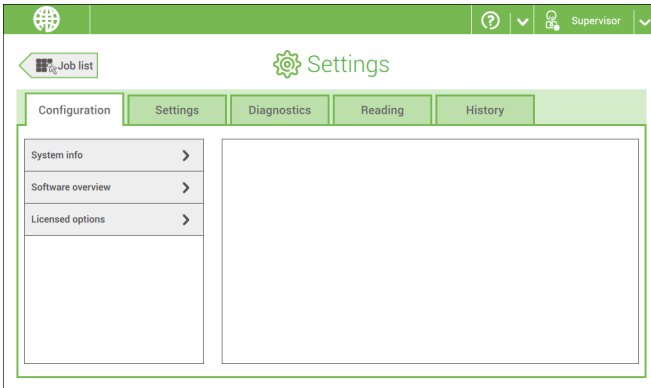 Supervisor
Job list
Settings
Configuration
Settings
Diagnostics
Reading
History
System info
Software overview
Licensed options